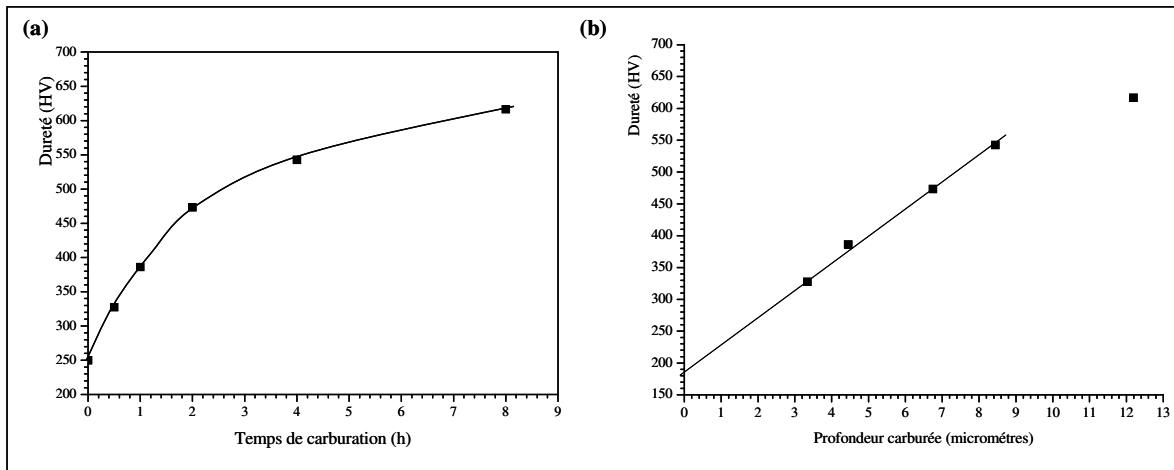 (a)
Dureté (HV)
700
650
600
550
500
450
400
350
300
250
200
0 1 2 3 4 5 6 7 8 9
Temps de carburation (h)
(b)
Dureté (HV)
700
650
600
550
500
450
400
350
300
250
200
150
0 1 2 3 4 5 6 7 8 9 10 11 12 13
Profondeur carburée (micrométres)